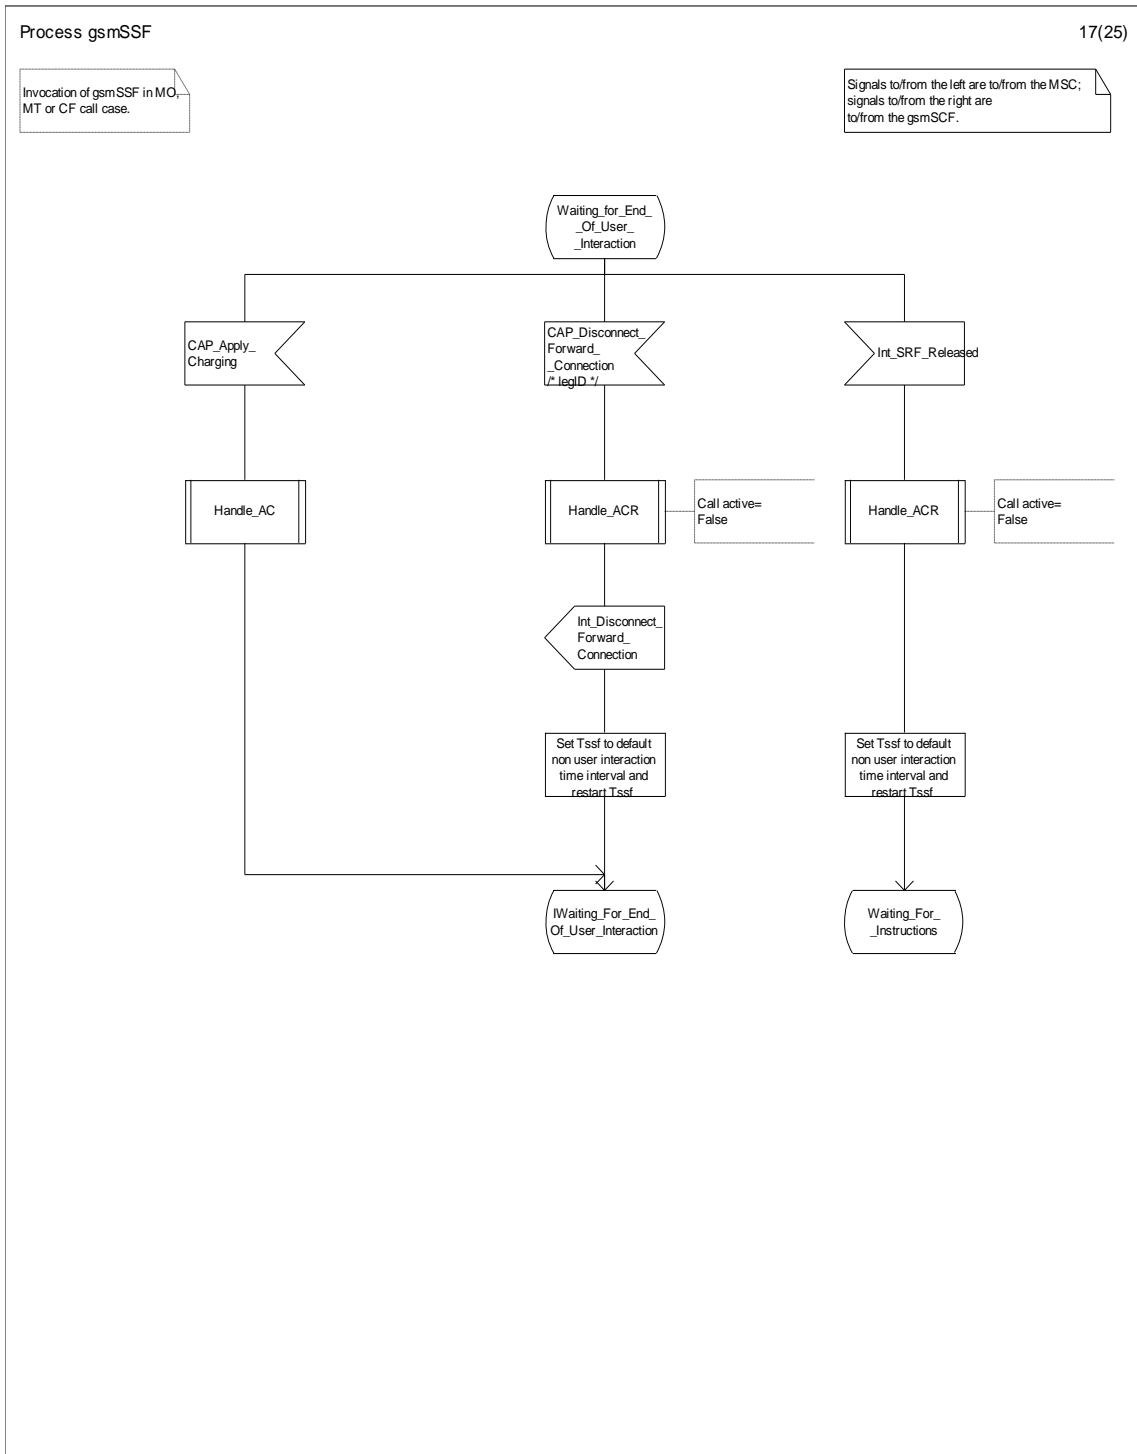 Process gsmSSF
17(25)
Invocation of gsmSSF in MO,
MT or CF call case.
Signals to/from the left are to/from the MSC;
signals to/from the right are
to/from the gsmSCF.
Waiting_for_End_
_Of_User_
_Interaction
CAP_Apply_
Charging
CAP_Disconnect_
Forward_
_Connection
/* legID */
Int_SRF_Released
Handle_AC
Handle_ACR
Call active=
False
Handle_ACR
Call active=
False
Int_Disconnect_
Forward_
Connection
Set Tssf to default
non user interaction
time interval and
restart Tssf
Set Tssf to default
non user interaction
time interval and
restart Tssf
IWaiting_For_End_
Of_User_Interaction
Waiting_For_
_Instructions